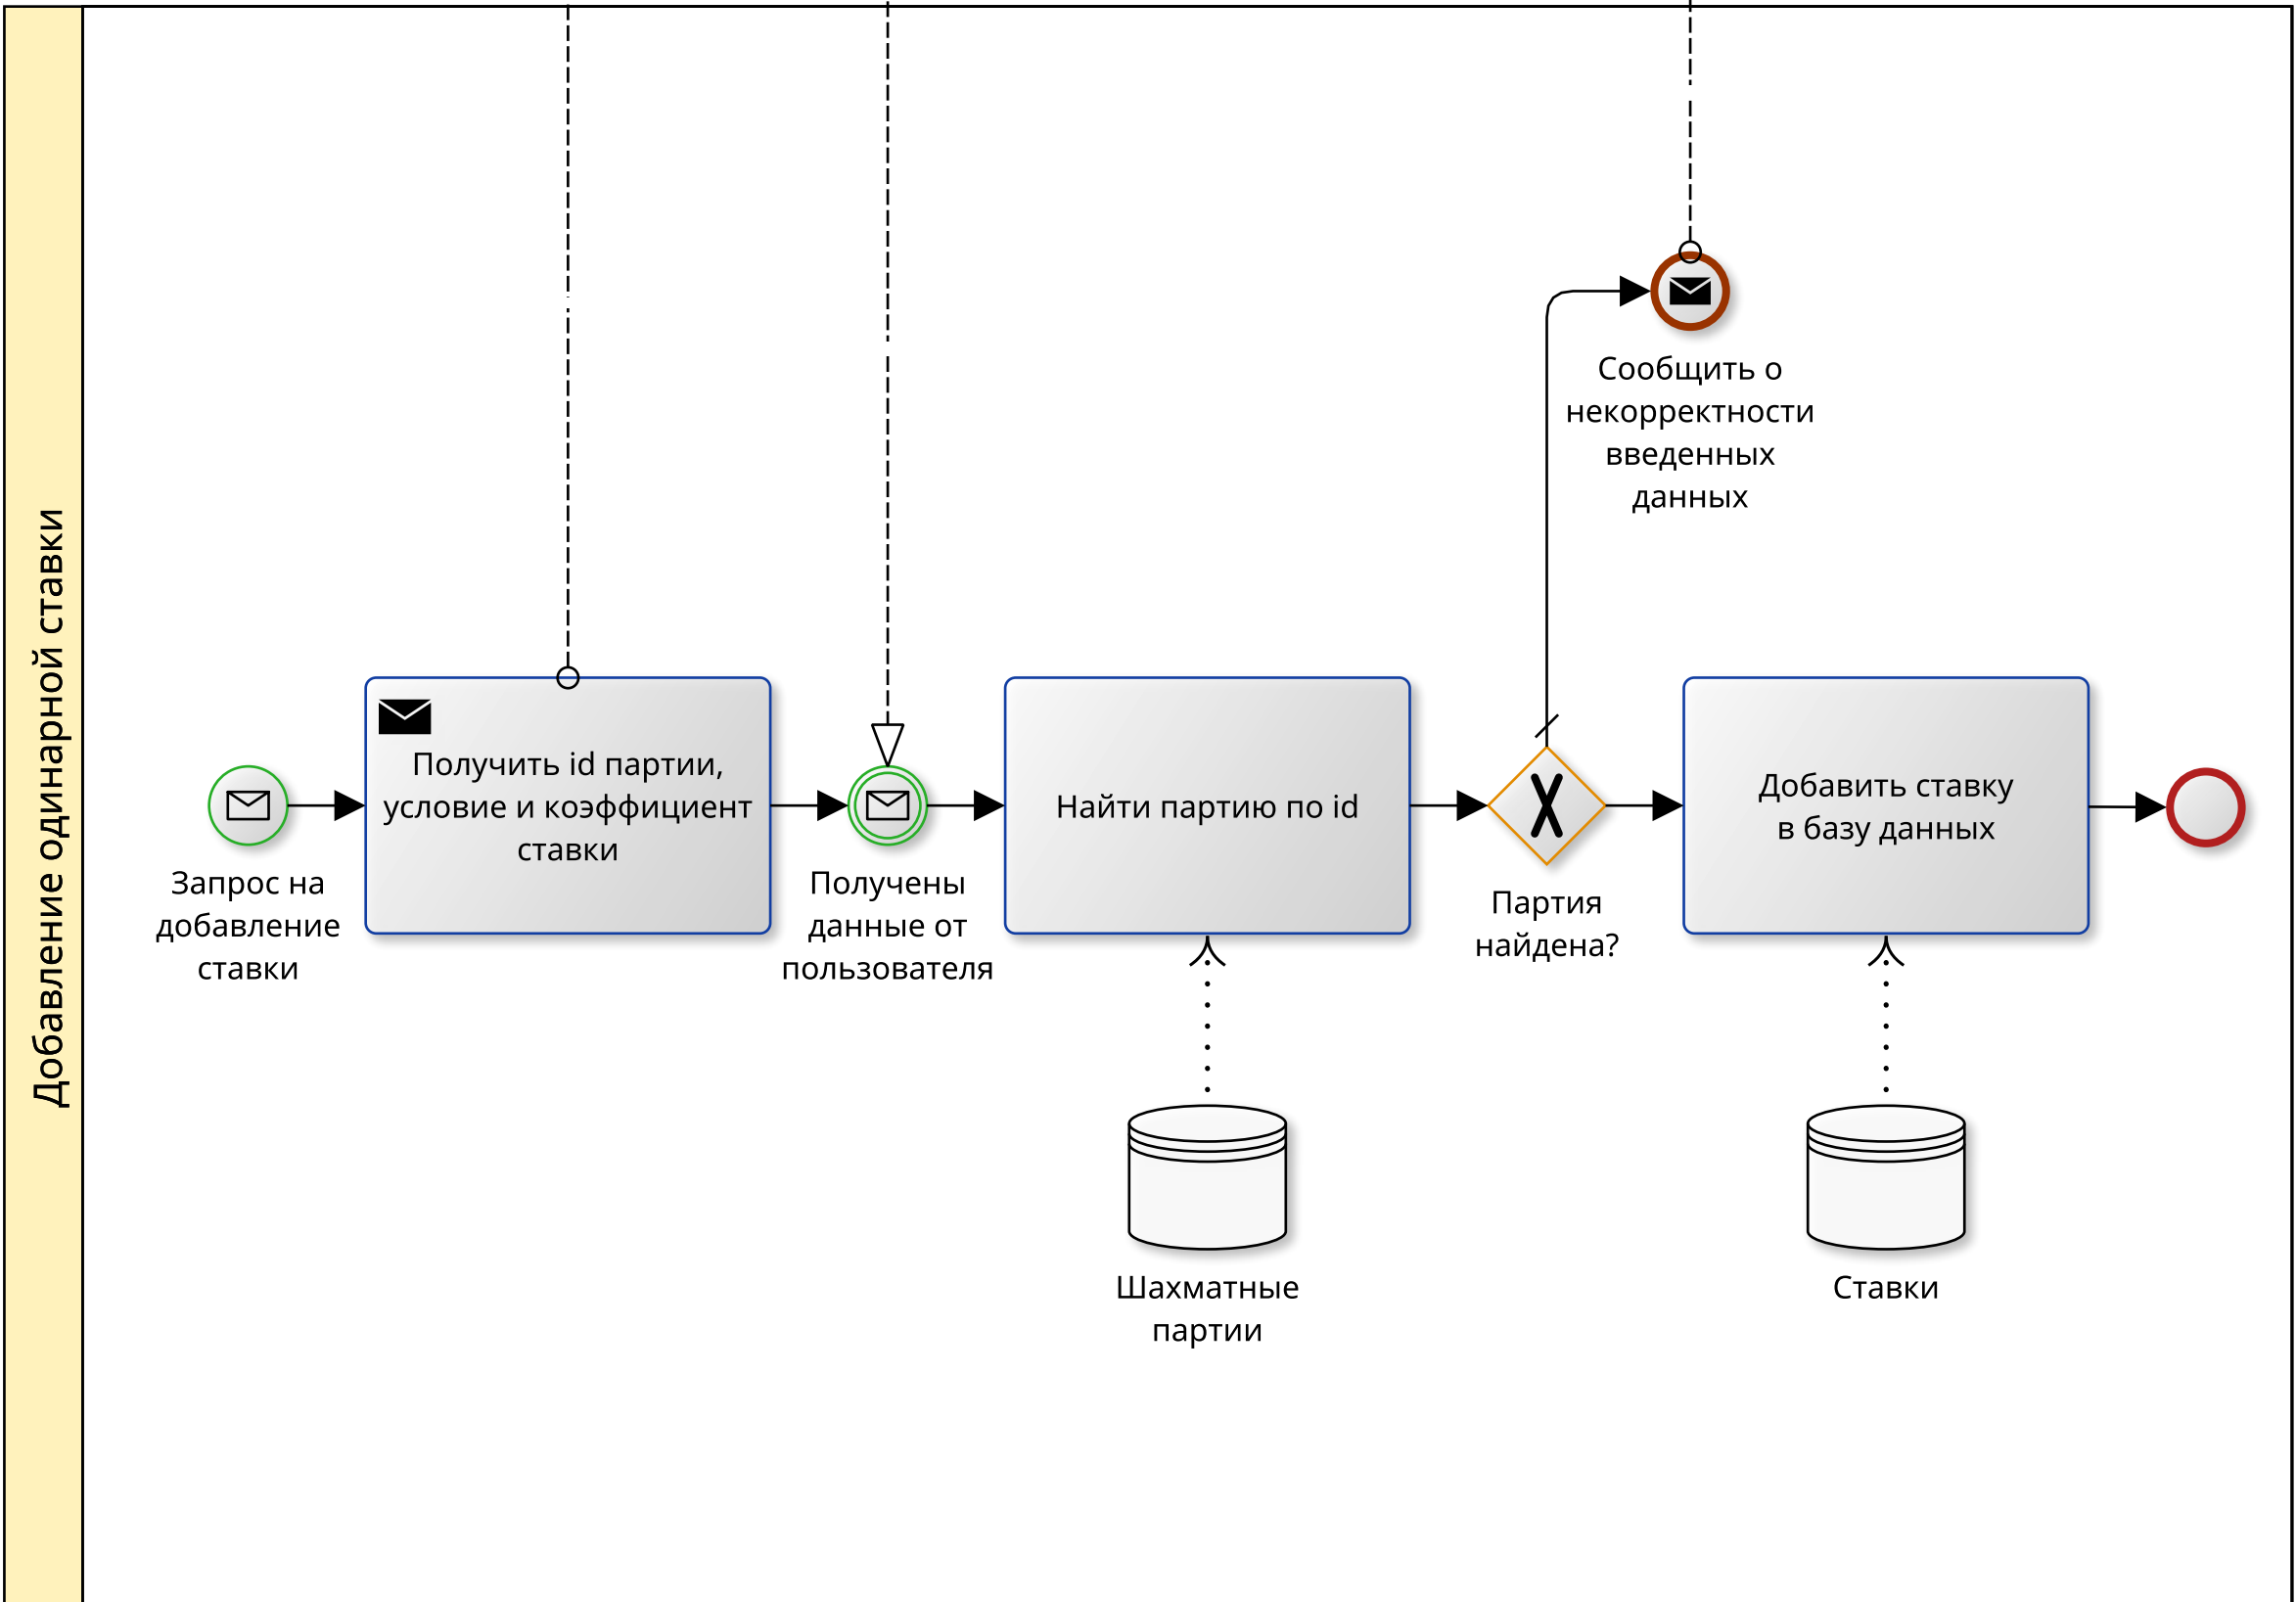 Добавление одинарной ставки
Сообщить о
некорректности
введенных
данных
Запрос на
добавление
ставки
Получить id партии,
условие и коэффициент
ставки
Получены
данные от
пользователя
Найти партию по id
Партия
найдена?
Добавить ставку
в базу данных
Шахматные
партии
Ставки